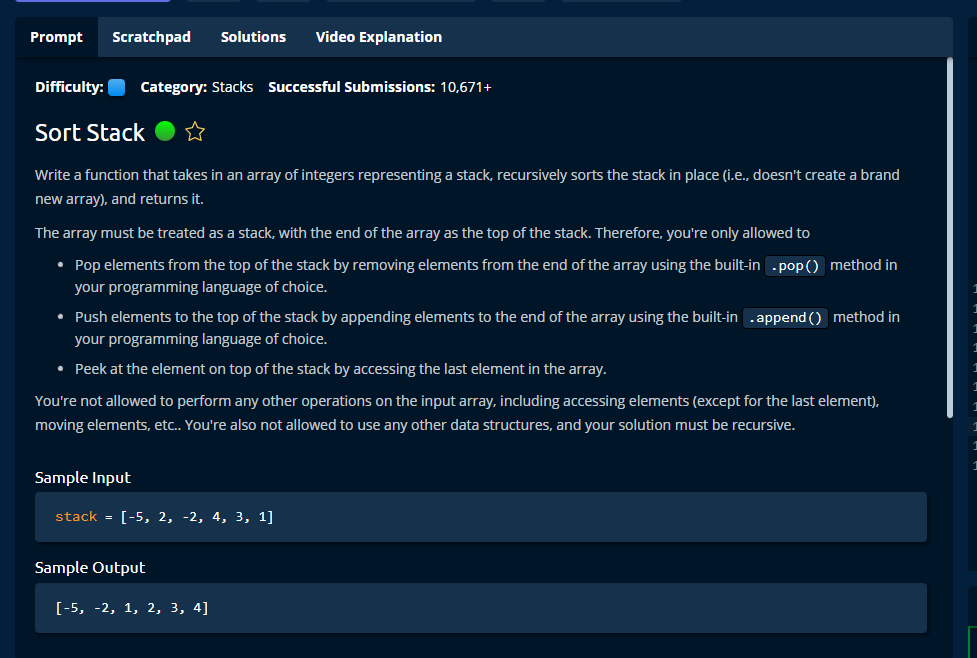 Prompt Scratchpad Solutions Video Explanation
Difficulty: Category: Stacks Successful Submissions: 10,671+
Sort Stack
Write a function that takes in an array of integers representing a stack, recursively sorts the stack in place (i.e., doesn't create a brand
new array), and returns it.
The array must be treated as a stack, with the end of the array as the top of the stack. Therefore, you're only allowed to
• Pop elements from the top of the stack by removing elements from the end of the array using the built-in .pop() method in
your programming language of choice.
• Push elements to the top of the stack by appending elements to the end of the array using the built-in .append() method in
your programming language of choice.
• Peek at the element on top of the stack by accessing the last element in the array.
You're not allowed to perform any other operations on the input array, including accessing elements (except for the last element),
moving elements, etc.. You're also not allowed to use any other data structures, and your solution must be recursive.
Sample Input
stack = [-5, 2, -2, 4, 3, 1]
Sample Output
[-5, -2, 1, 2, 3, 4]